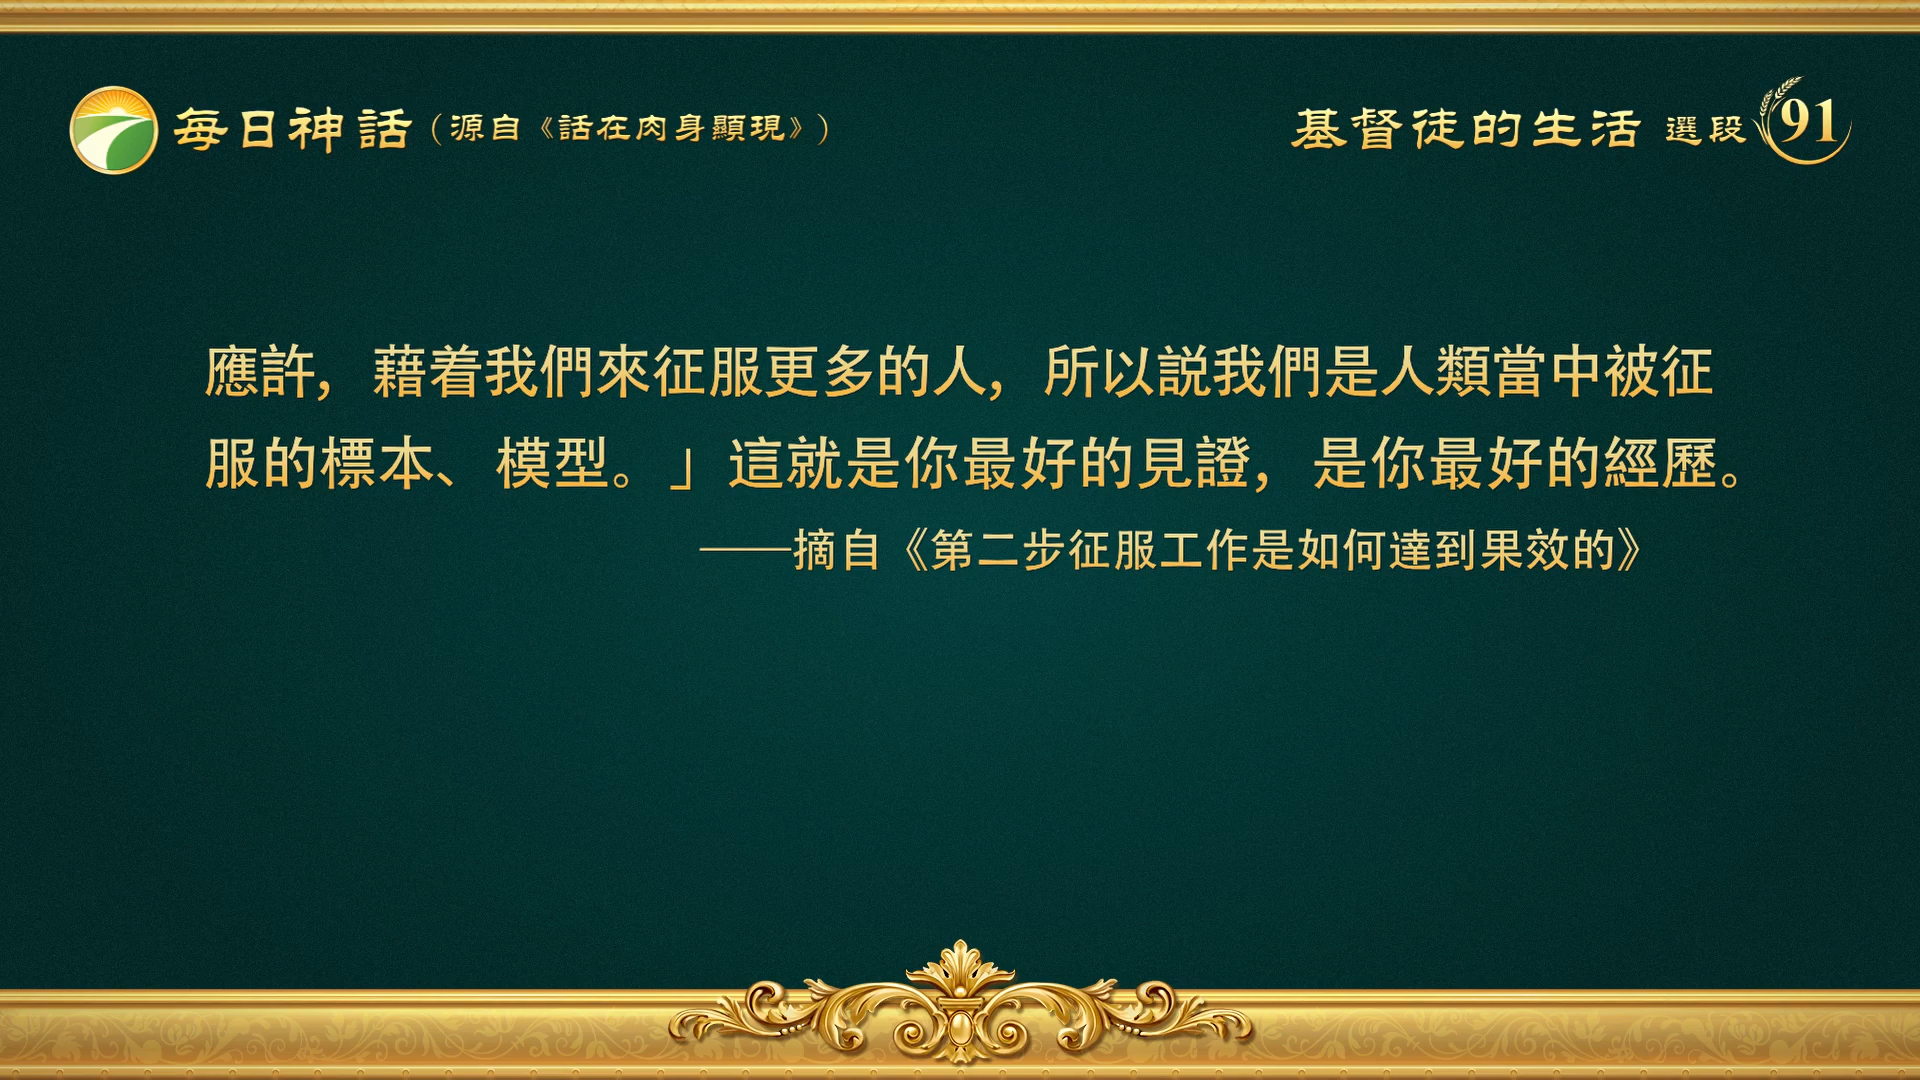 每日神話（源自《話在肉身顯現》）
基督徒的生活 選段 91
應許，藉着我們來征服更多的人，所以説我們是人類當中被征
服的標本、模型。」這就是你最好的見證，是你最好的經歷。
——摘自《第二步征服工作是如何達到果效的》